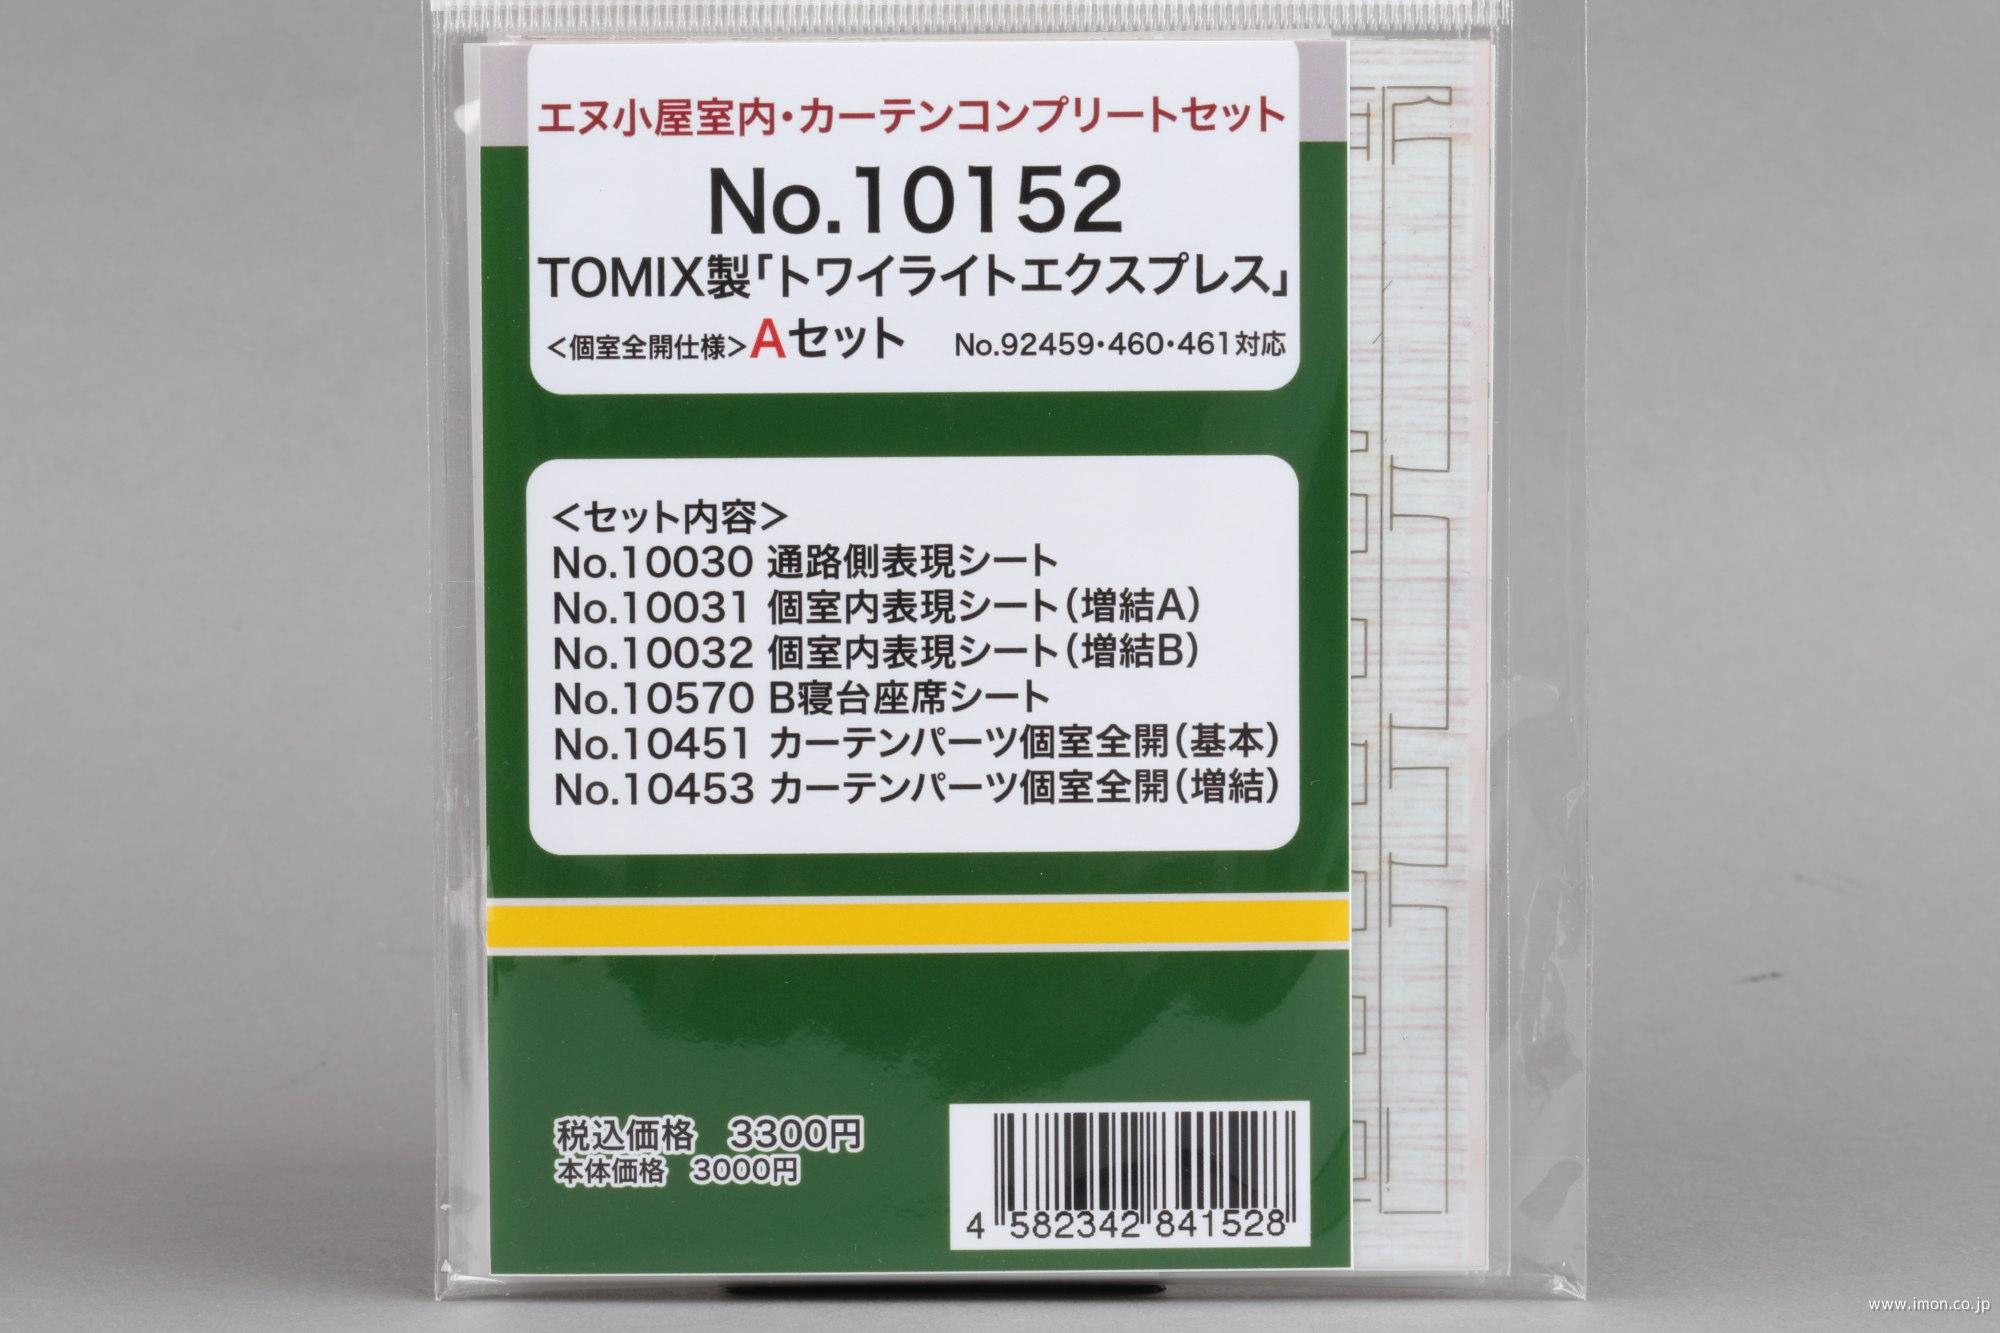 エヌ小屋室内・カーテンコンプリートセット
No.10152
TOMIX製「トワイライトエクスプレス」
＜個室全開仕様＞Aセット　No.92459・460・461対応
＜セット内容＞
No.10030 通路側表現シート
No.10031 個室内表現シート（増結A）
No.10032 個室内表現シート（増結B）
No.10570 B寝台座席シート
No.10451 カーテンパーツ個室全開（基本）
No.10453 カーテンパーツ個室全開（増結）
税込価格　3300円
本体価格　3000円
4 582342 841528
www.imon.co.jp